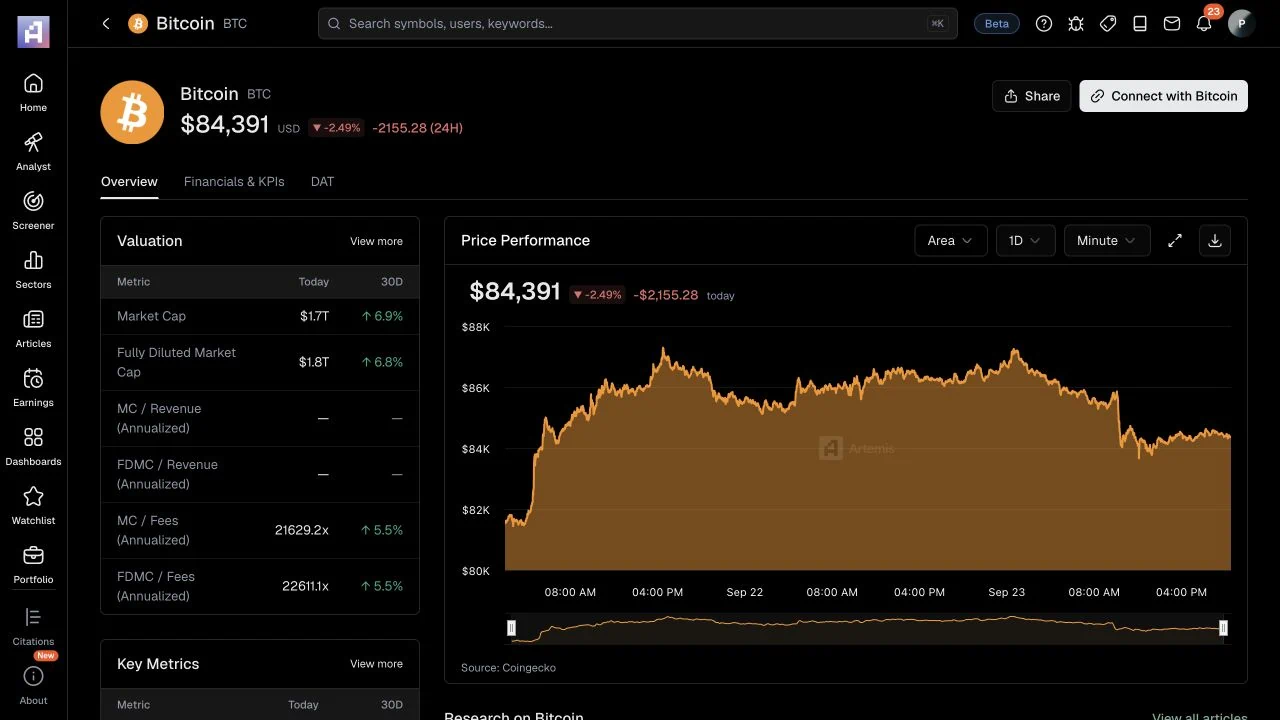 Bitcoin BTC
Search symbols, users, keywords...
⌘K
Beta
23
P
Home
Analyst
Screener
Sectors
Articles
Earnings
Dashboards
Watchlist
Portfolio
Citations
New
About
Bitcoin BTC
$84,391 USD ▼-2.49% -2155.28 (24H)
Share
Connect with Bitcoin
Overview Financials & KPIs DAT
Valuation View more
Metric Today 30D
Market Cap $1.7T ↑ 6.9%
Fully Diluted Market
Cap $1.8T ↑ 6.8%
MC / Revenue
(Annualized) — —
FDMC / Revenue
(Annualized) — —
MC / Fees
(Annualized) 21629.2x ↑ 5.5%
FDMC / Fees
(Annualized) 22611.1x ↑ 5.5%
Key Metrics View more
Metric Today 30D
Price Performance
Area 1D Minute
$84,391 ▼-2.49% -$2,155.28 today
$88K
$86K
$84K
$82K
$80K
Artemis
08:00 AM 04:00 PM Sep 22 08:00 AM 04:00 PM Sep 23 08:00 AM 04:00 PM
Source: Coingecko
Research on Bitcoin View all articles